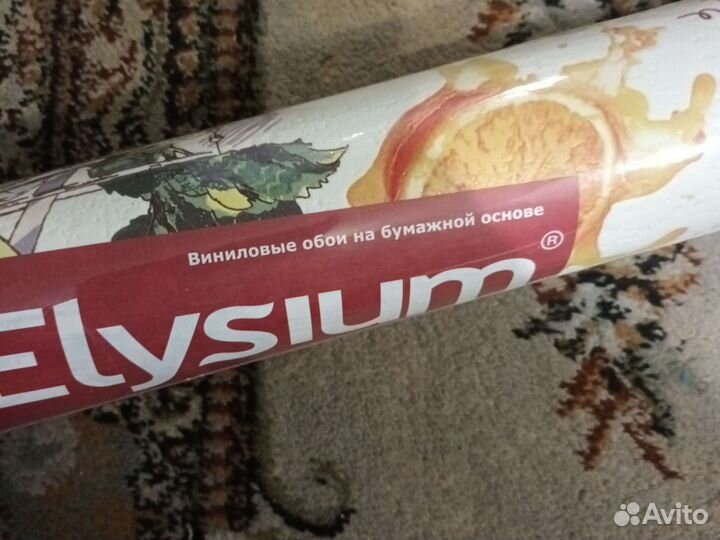 Виниловые обои на бумажной основе
Elysium®
Avito